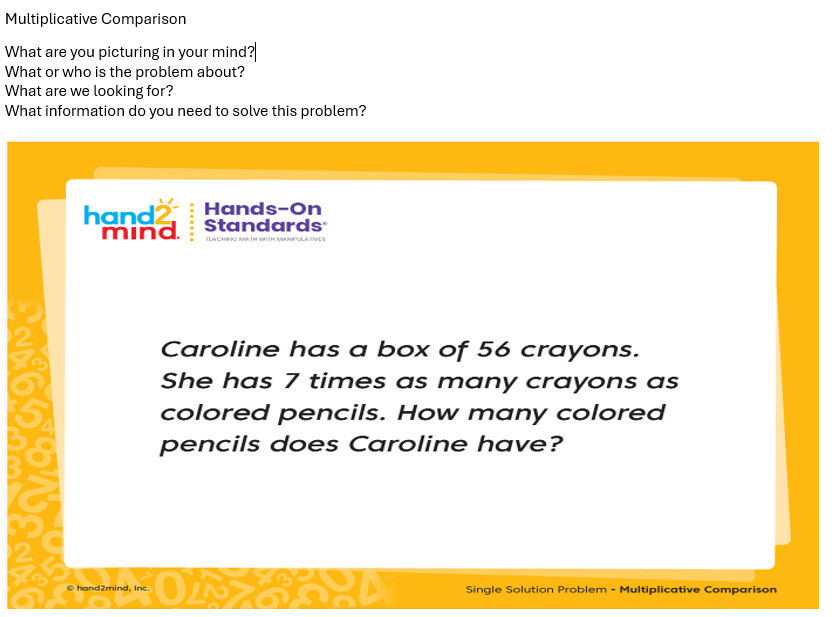 Multiplicative Comparison
What are you picturing in your mind?
What or who is the problem about?
What are we looking for?
What information do you need to solve this problem?
hand2mind.
Hands-On
Standards®
TEACHING MATH WITH MANIPULATIVES
Caroline has a box of 56 crayons.
She has 7 times as many crayons as
colored pencils. How many colored
pencils does Caroline have?
© hand2mind, Inc.
Single Solution Problem - Multiplicative Comparison